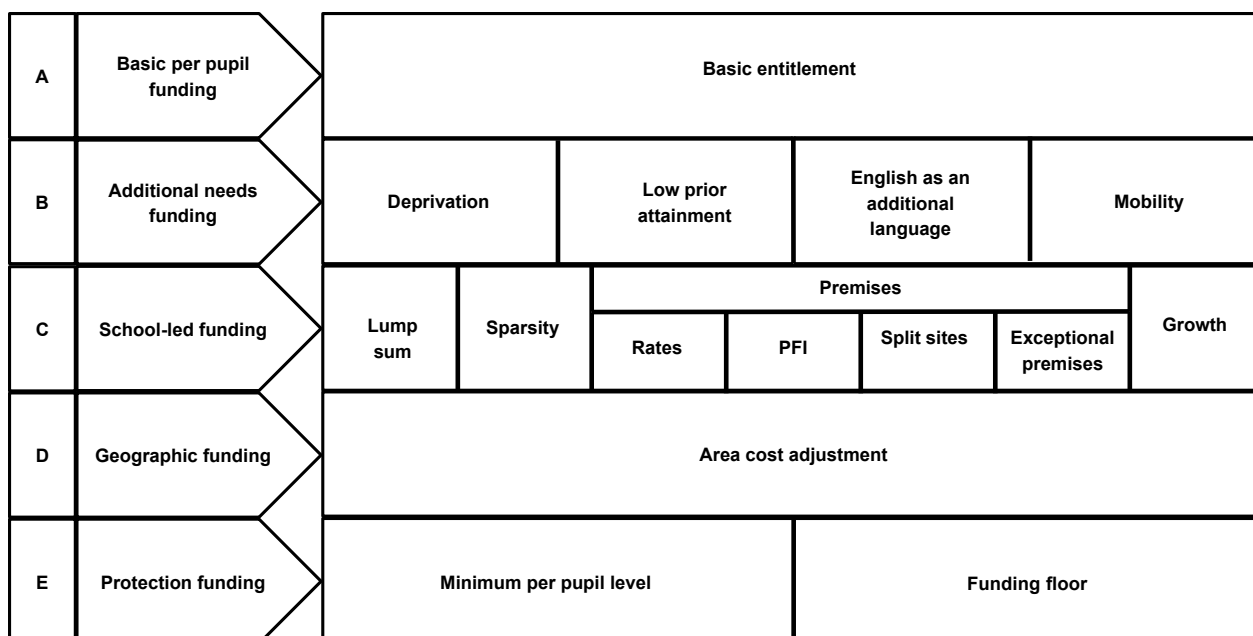 A
Basic per pupil
funding
Basic entitlement
B
Additional needs
funding
Deprivation
Low prior
attainment
English as an
additional
language
Mobility
C
School-led funding
Lump
sum
Sparsity
Premises
Rates
PFI
Split sites
Exceptional
premises
Growth
D
Geographic funding
Area cost adjustment
E
Protection funding
Minimum per pupil level
Funding floor